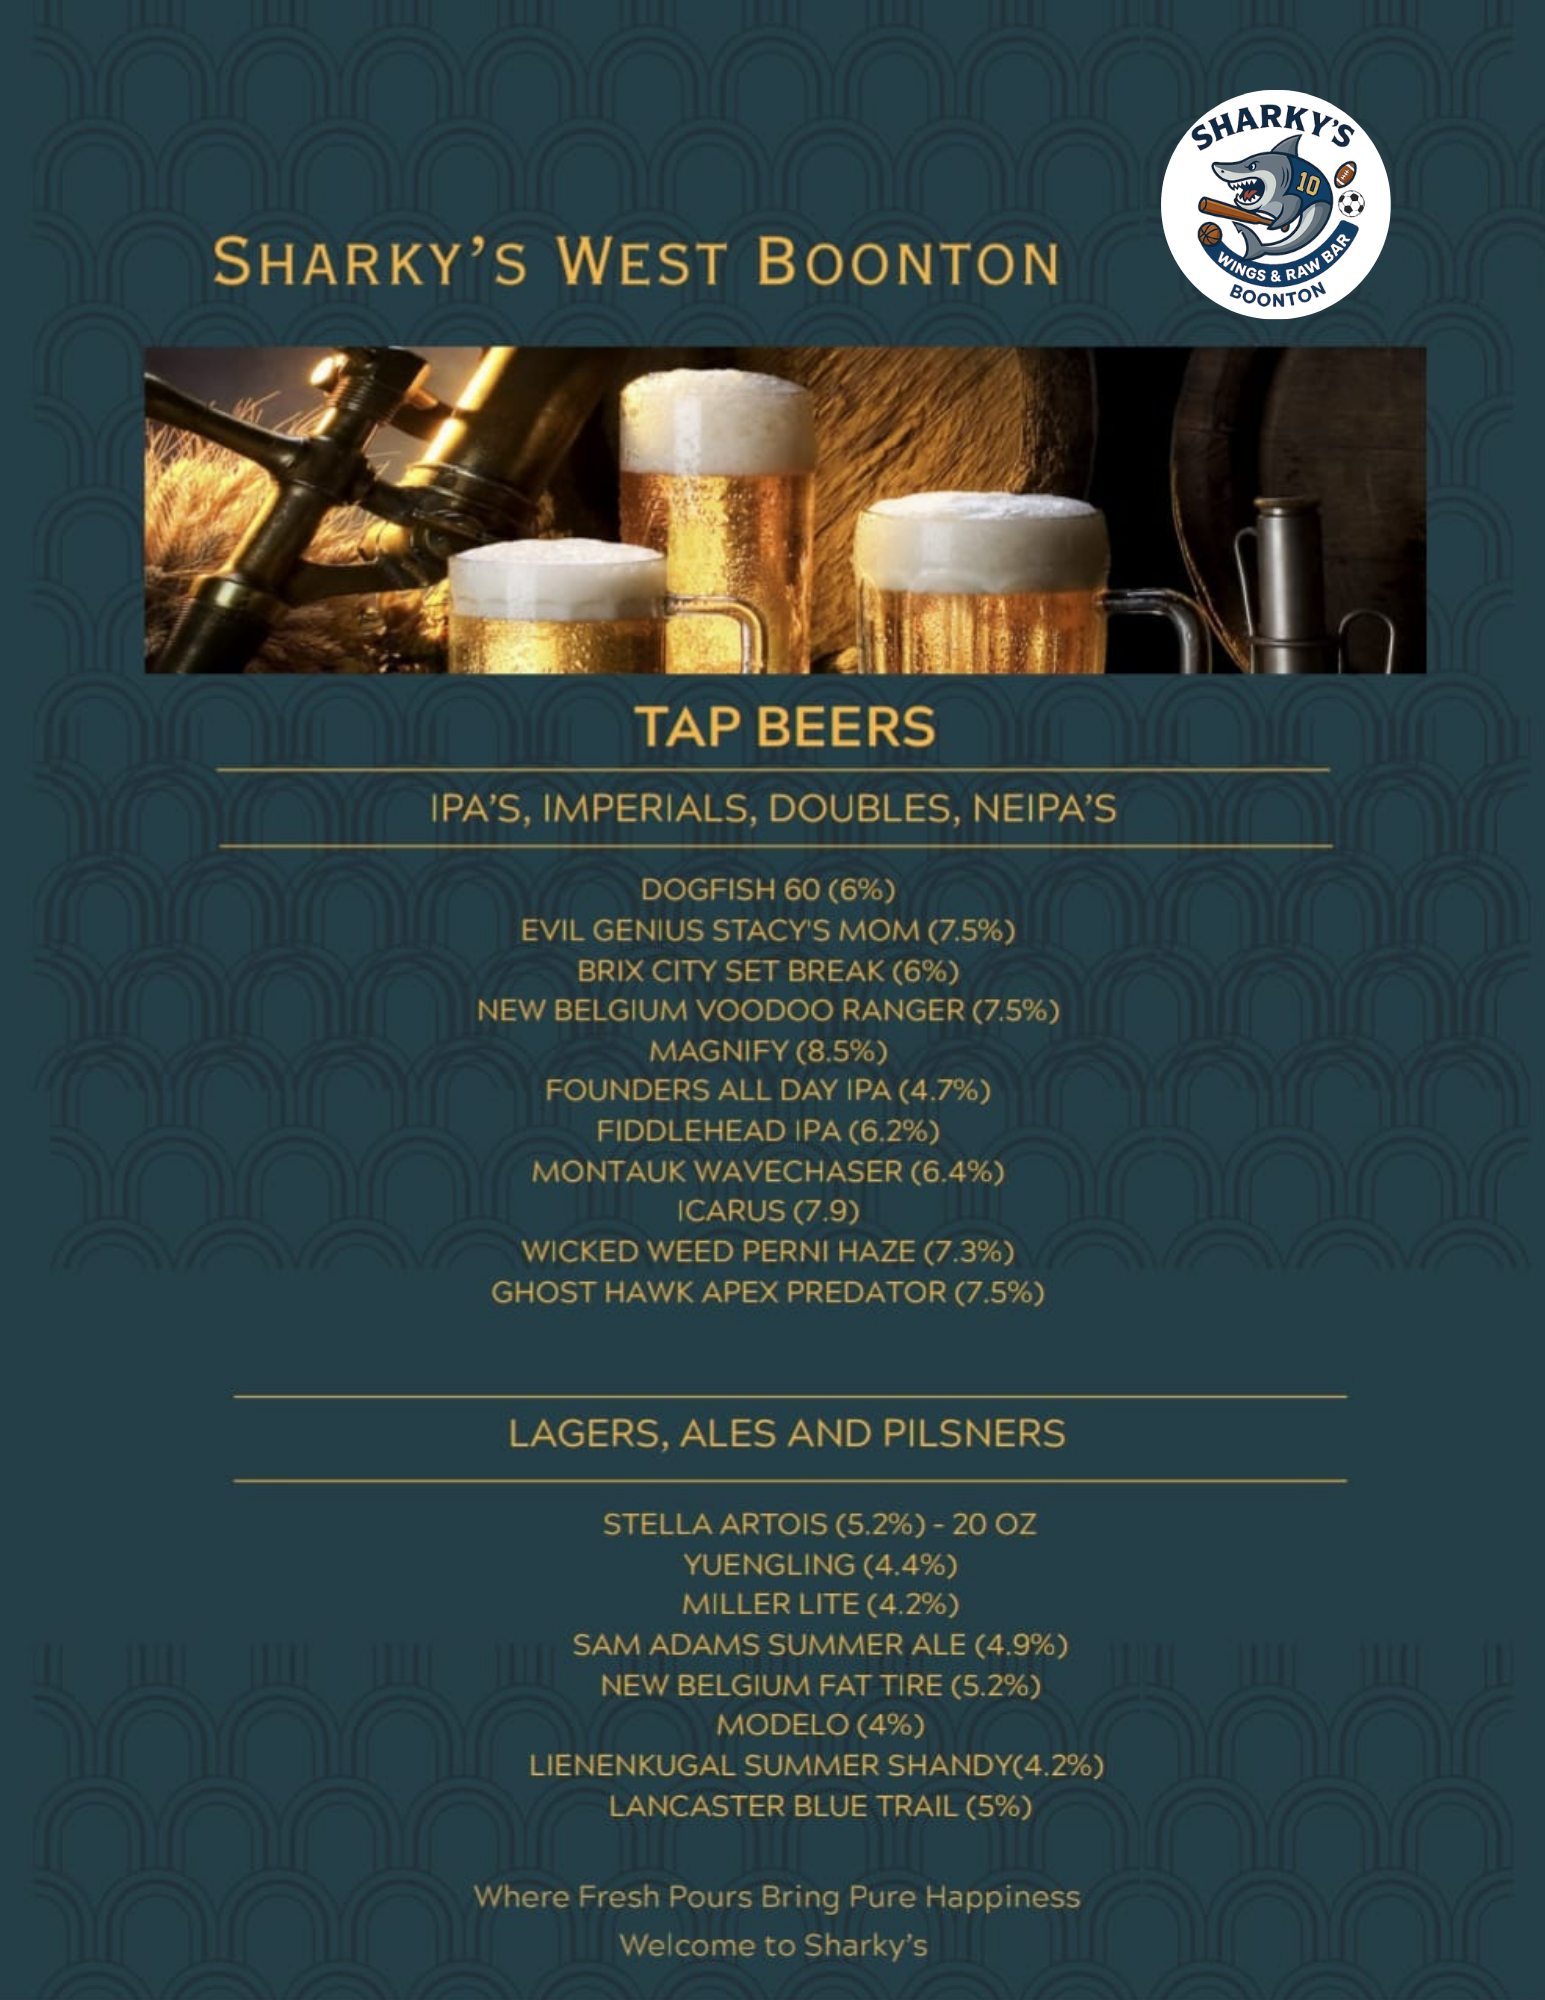 SHARKY'S
10
WINGS & RAW BAR
BOONTON
SHARKY'S WEST BOONTON
TAP BEERS
IPA'S, IMPERIALS, DOUBLES, NEIPA'S
DOGFISH 60 (6%)
EVIL GENIUS STACY'S MOM (7.5%)
BRIX CITY SET BREAK (6%)
NEW BELGIUM VOODOO RANGER (7.5%)
MAGNIFY (8.5%)
FOUNDERS ALL DAY IPA (4.7%)
FIDDLEHEAD IPA (6.2%)
MONTAUK WAVECHASER (6.4%)
ICARUS (7.9)
WICKED WEED PERNI HAZE (7.3%)
GHOST HAWK APEX PREDATOR (7.5%)
LAGERS, ALES AND PILSNERS
STELLA ARTOIS (5.2%) - 20 OZ
YUENGLING (4.4%)
MILLER LITE (4.2%)
SAM ADAMS SUMMER ALE (4.9%)
NEW BELGIUM FAT TIRE (5.2%)
MODELO (4%)
LIENENKUGAL SUMMER SHANDY(4.2%)
LANCASTER BLUE TRAIL (5%)
Where Fresh Pours Bring Pure Happiness
Welcome to Sharky's